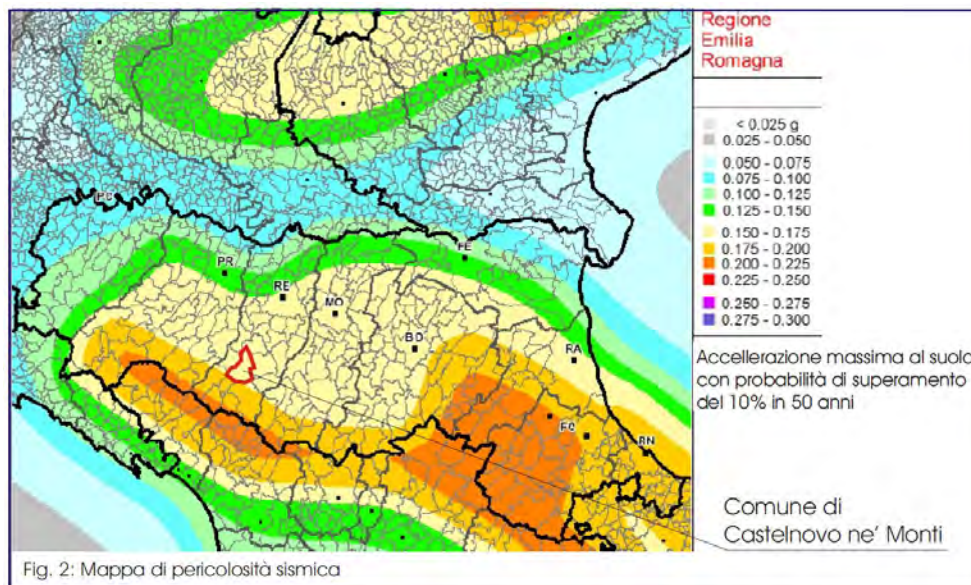 Regione
Emilia
Romagna
< 0.025 g
0.025 - 0.050
0.050 - 0.075
0.075 - 0.100
0.100 - 0.125
0.125 - 0.150
0.150 - 0.175
0.175 - 0.200
0.200 - 0.225
0.225 - 0.250
0.250 - 0.275
0.275 - 0.300
Accellerazione massima al suolo
con probabilità di superamento
del 10% in 50 anni
PC
PR
FE
RE
MO
BO
RA
FC
RN
Comune di
Castelnovo ne' Monti
Fig. 2: Mappa di pericolosità sismica